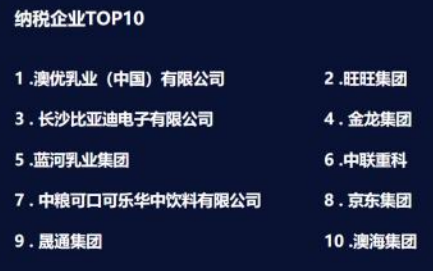 纳税企业TOP10
1 .澳优乳业（中国）有限公司
2 .旺旺集团
3 . 长沙比亚迪电子有限公司
4 . 金龙集团
5 .蓝河乳业集团
6 .中联重科
7 . 中粮可口可乐华中饮料有限公司
8 . 京东集团
9 . 晟通集团
10 .澳海集团